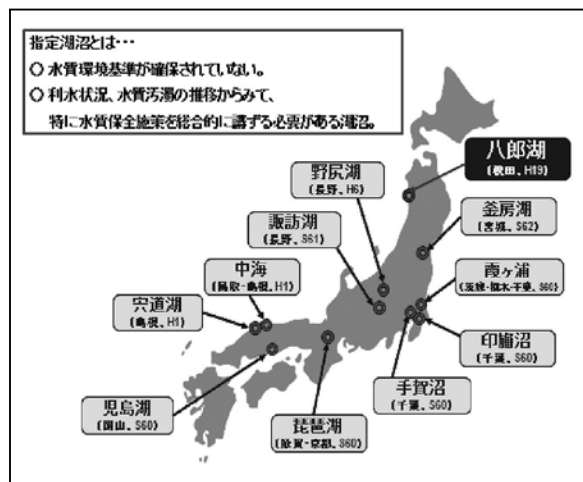 指定湖沼とは…
○ 水質環境基準が確保されていない。
○ 利水状況、水質汚濁の推移からみて、
特に水質保全施策を総合的に講ずる必要がある湖沼。
八郎湖
(秋田、H19)
野尻湖
(長野、H6)
釜房湖
(宮城、S62)
諏訪湖
(長野、S61)
中海
(鳥取・島根、H1)
霞ヶ浦
(茨城・栃木・千葉、S60)
宍道湖
(島根、H1)
印旛沼
(千葉、S60)
手賀沼
(千葉、S60)
児島湖
(岡山、S60)
琵琶湖
(滋賀・京都、S60)